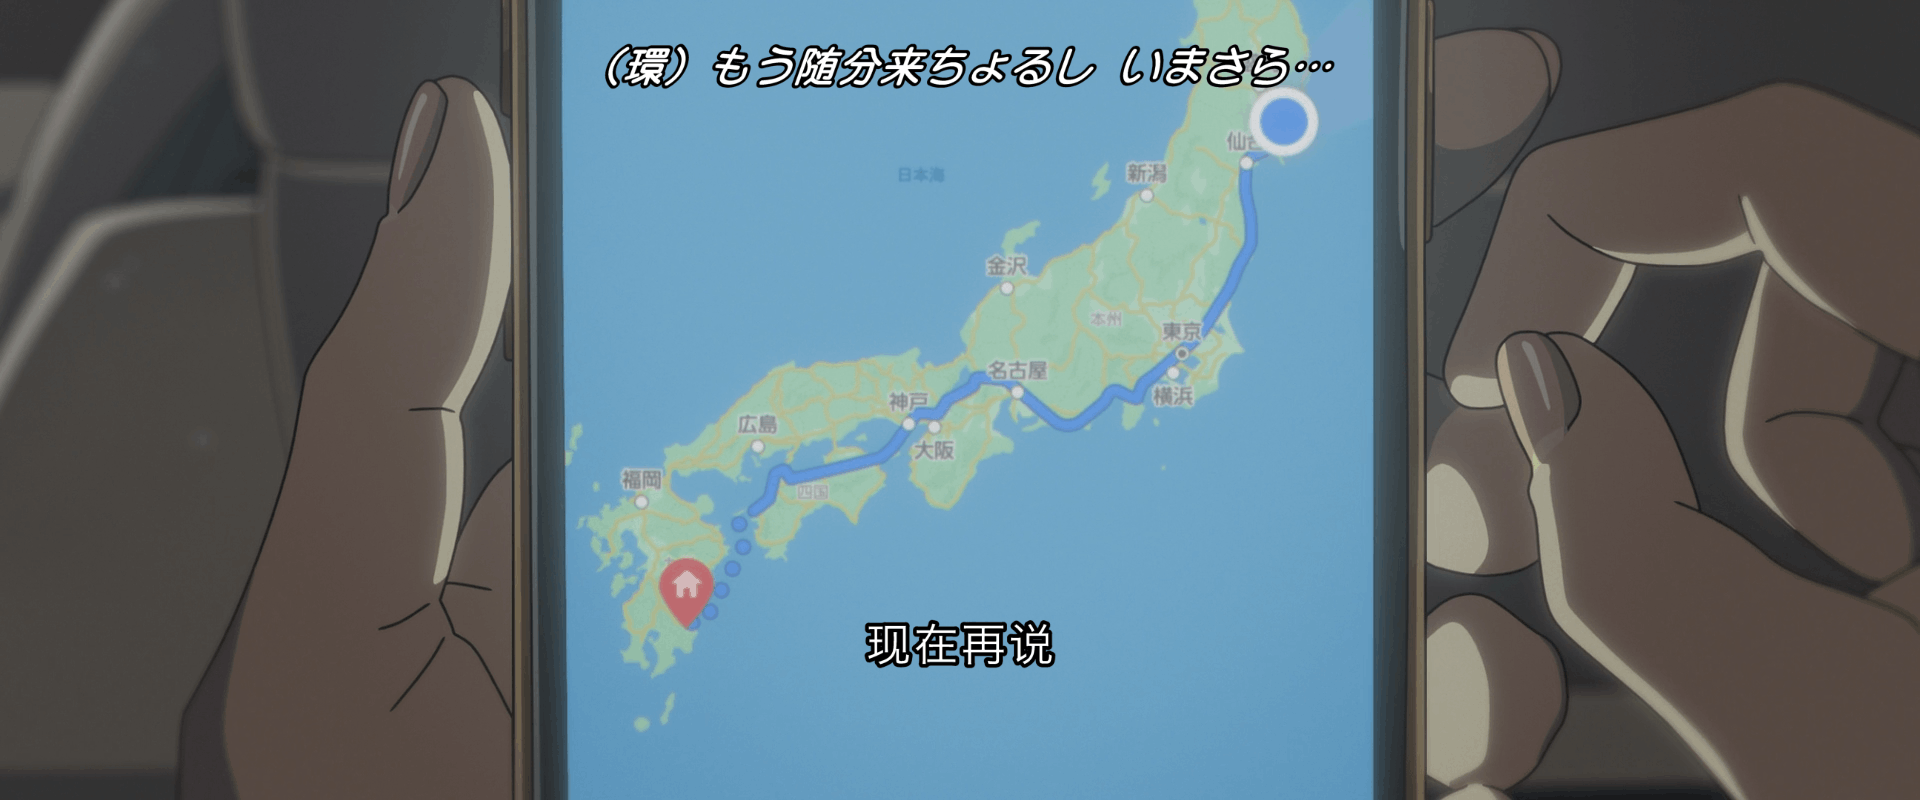 （環）もう随分来ちょるし いまさら…
日本海
新潟
金沢
本州
東京
名古屋
横浜
神戸
広島
大阪
福岡
四国
现在再说